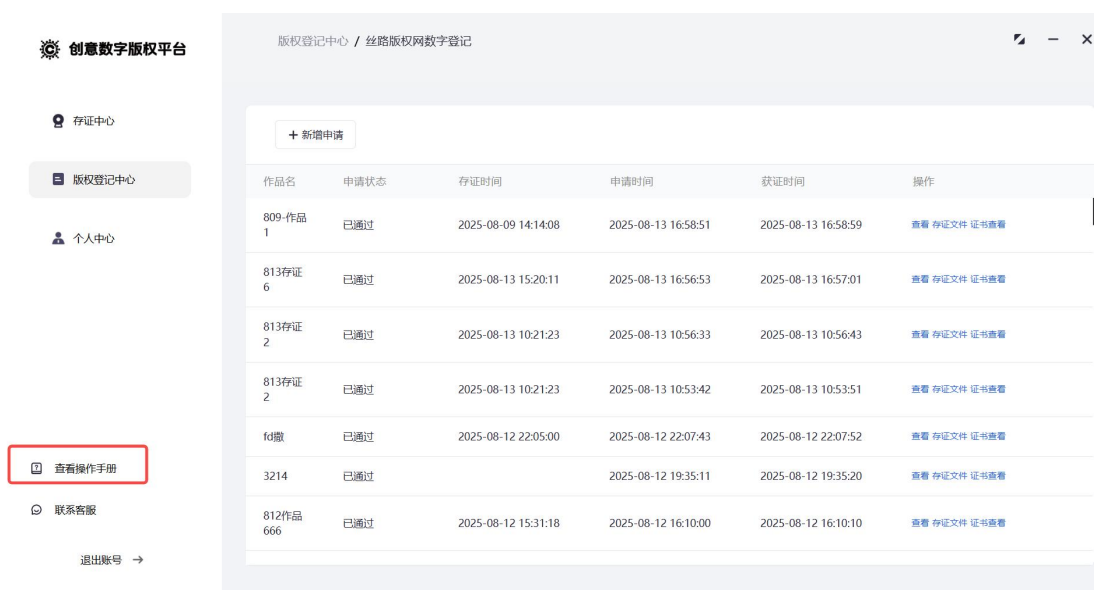 创意数字版权平台
版权登记中心 / 丝路版权网数字登记
存证中心
版权登记中心
个人中心
查看操作手册
联系客服
退出账号 →
+ 新增申请
作品名 申请状态 存证时间 申请时间 获证时间 操作
809-作品
1 已通过 2025-08-09 14:14:08 2025-08-13 16:58:51 2025-08-13 16:58:59 查看 存证文件 证书查看
813存证
6 已通过 2025-08-13 15:20:11 2025-08-13 16:56:53 2025-08-13 16:57:01 查看 存证文件 证书查看
813存证
2 已通过 2025-08-13 10:21:23 2025-08-13 10:56:33 2025-08-13 10:56:43 查看 存证文件 证书查看
813存证
2 已通过 2025-08-13 10:21:23 2025-08-13 10:53:42 2025-08-13 10:53:51 查看 存证文件 证书查看
fd撒 已通过 2025-08-12 22:05:00 2025-08-12 22:07:43 2025-08-12 22:07:52 查看 存证文件 证书查看
3214 已通过 2025-08-12 19:35:11 2025-08-12 19:35:20 查看 存证文件 证书查看
812作品
666 已通过 2025-08-12 15:31:18 2025-08-12 16:10:00 2025-08-12 16:10:10 查看 存证文件 证书查看